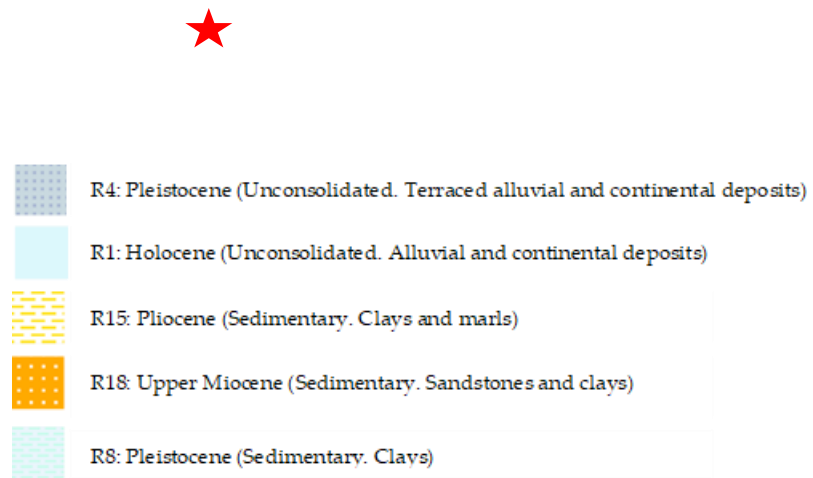 R4: Pleistocene (Unconsolidated. Terraced alluvial and continental deposits)
R1: Holocene (Unconsolidated. Alluvial and continental deposits)
R15: Pliocene (Sedimentary. Clays and marls)
R18: Upper Miocene (Sedimentary. Sandstones and clays)
R8: Pleistocene (Sedimentary. Clays)